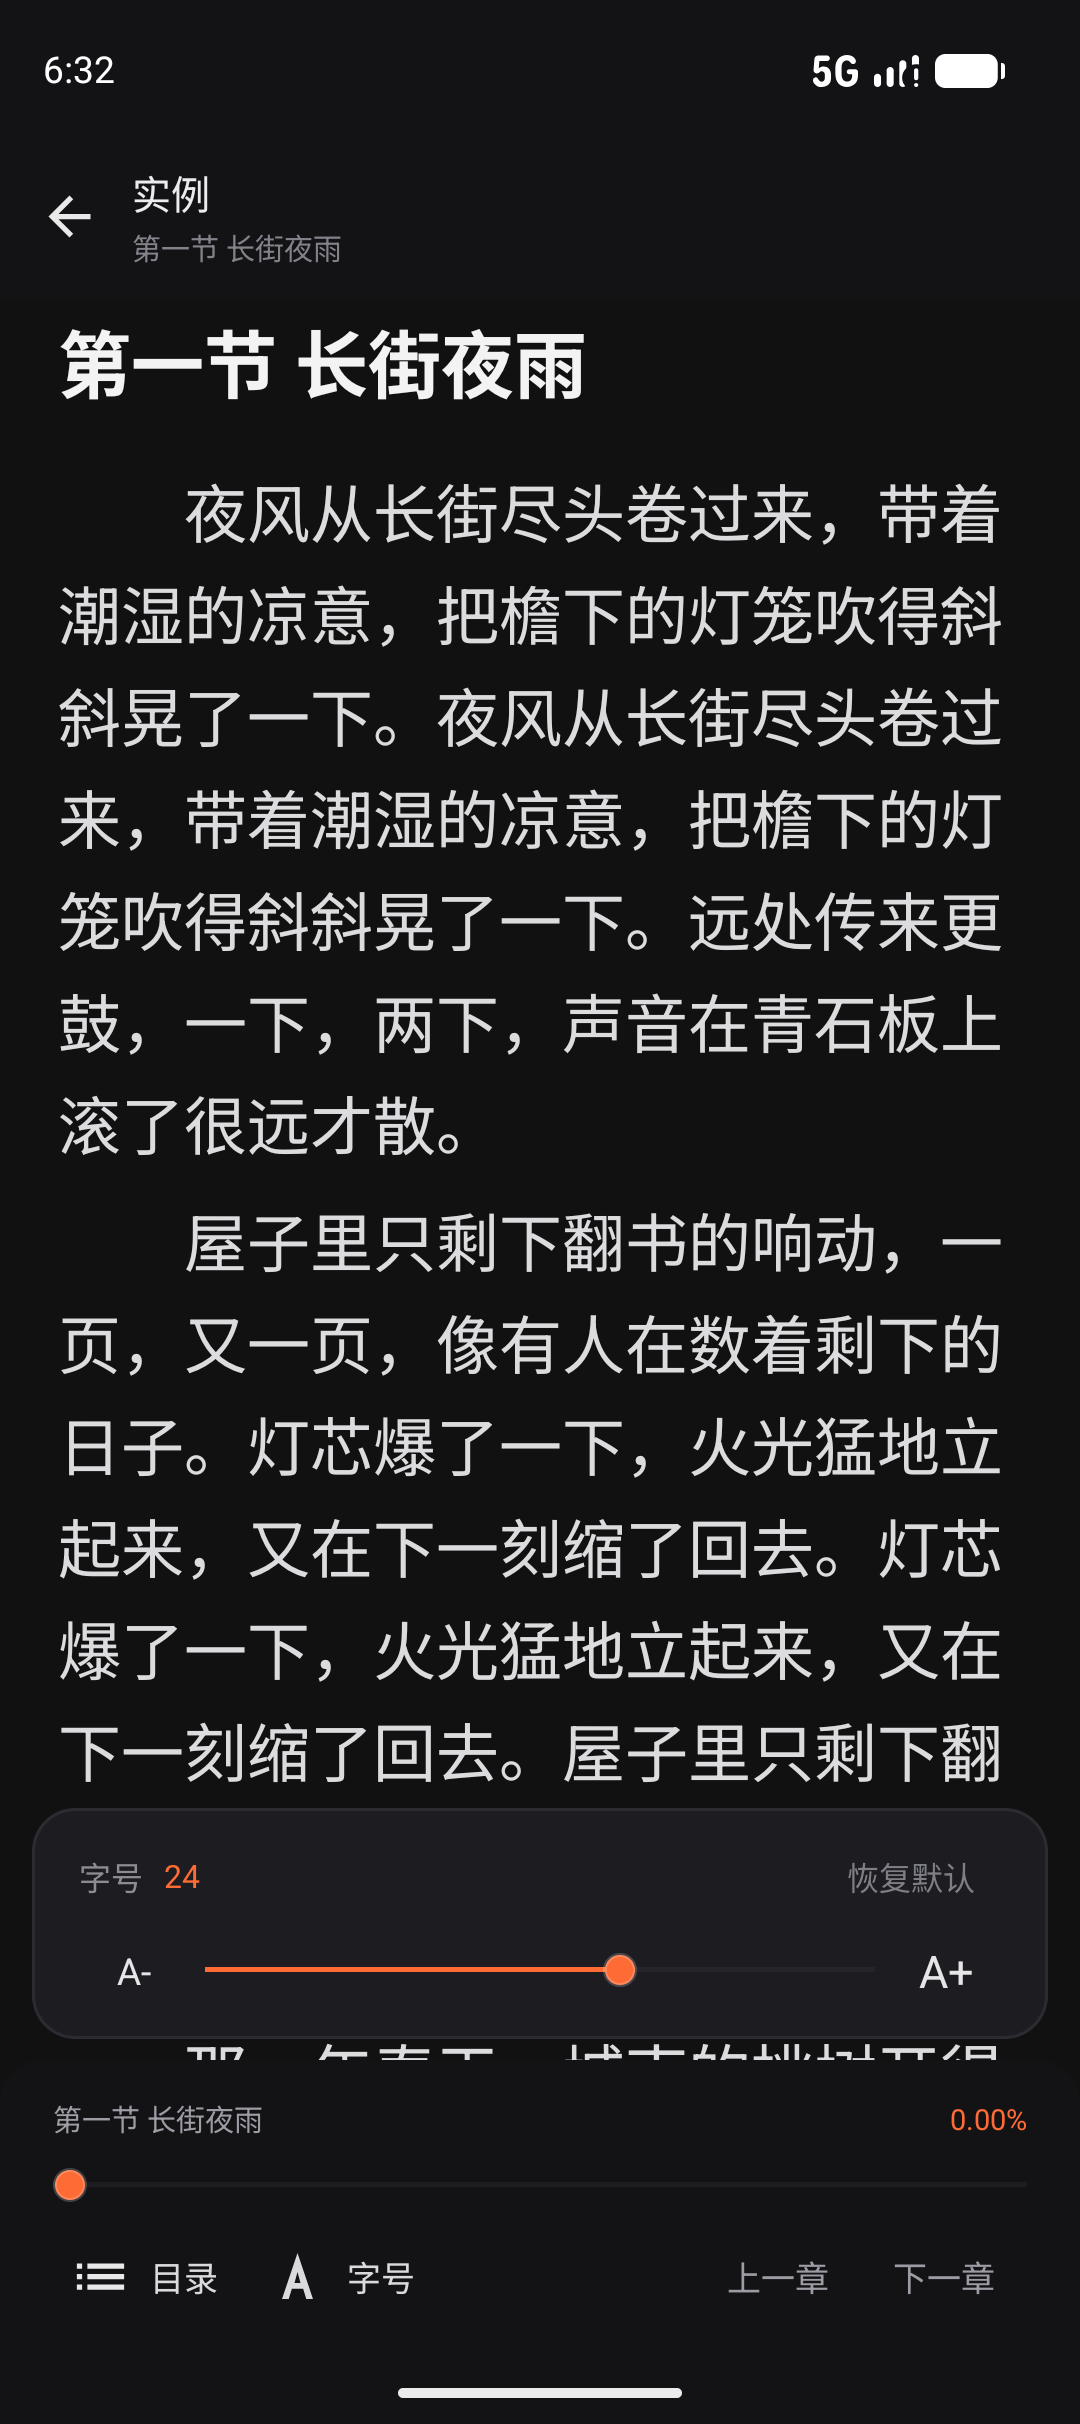 6:32
5G
实例
第一节 长街夜雨
第一节 长街夜雨
夜风从长街尽头卷过来，带着
潮湿的凉意，把檐下的灯笼吹得斜
斜晃了一下。夜风从长街尽头卷过
来，带着潮湿的凉意，把檐下的灯
笼吹得斜斜晃了一下。远处传来更
鼓，一下，两下，声音在青石板上
滚了很远才散。
屋子里只剩下翻书的响动，一
页，又一页，像有人在数着剩下的
日子。灯芯爆了一下，火光猛地立
起来，又在下一刻缩了回去。灯芯
爆了一下，火光猛地立起来，又在
下一刻缩了回去。屋子里只剩下翻
字号 24
恢复默认
A-
A+
第一节 长街夜雨
0.00%
目录
字号
上一章
下一章